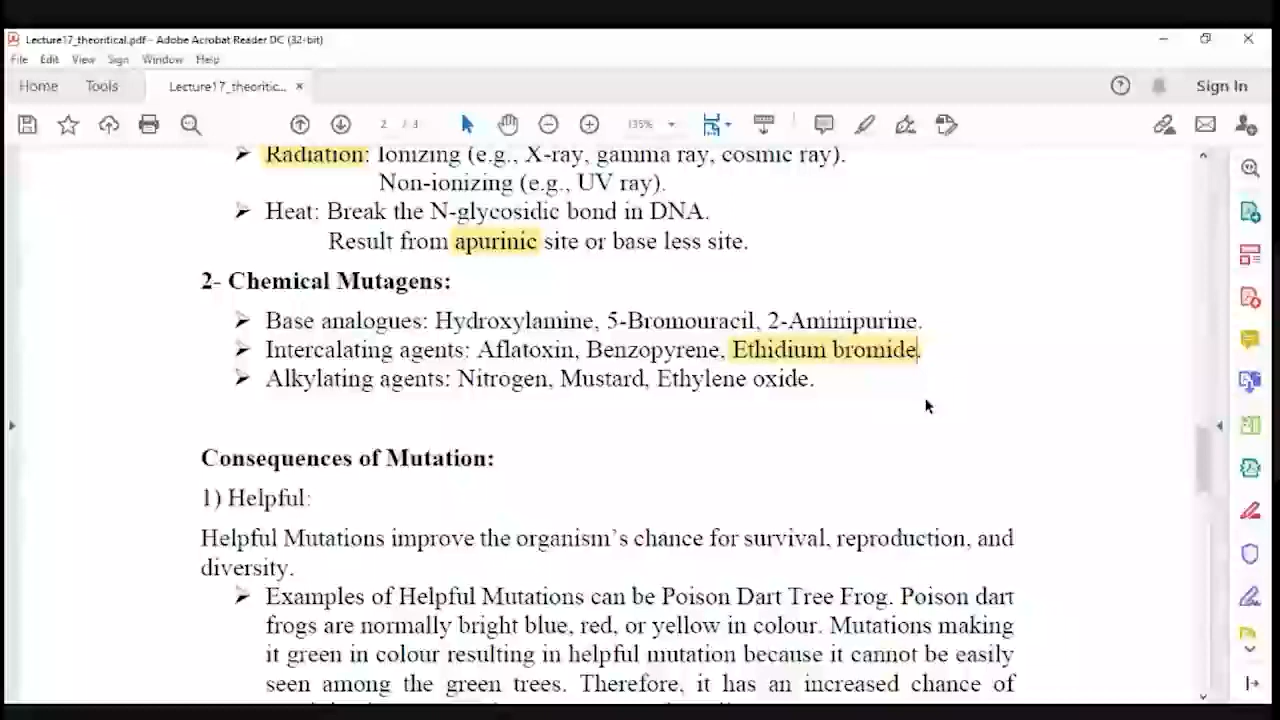 Lecture17_theoritical.pdf - Adobe Acrobat Reader DC (32-bit)
File Edit View Sign Window Help
Home Tools Lecture17_theoritic... × Sign In
2 / 3 135%
➤ Radiation: Ionizing (e.g., X-ray, gamma ray, cosmic ray).
Non-ionizing (e.g., UV ray).
➤ Heat: Break the N-glycosidic bond in DNA.
Result from apurinic site or base less site.
2- Chemical Mutagens:
➤ Base analogues: Hydroxylamine, 5-Bromouracil, 2-Aminipurine.
➤ Intercalating agents: Aflatoxin, Benzopyrene, Ethidium bromide.
➤ Alkylating agents: Nitrogen, Mustard, Ethylene oxide.
Consequences of Mutation:
1) Helpful:
Helpful Mutations improve the organism's chance for survival, reproduction, and
diversity.
➤ Examples of Helpful Mutations can be Poison Dart Tree Frog. Poison dart
frogs are normally bright blue, red, or yellow in colour. Mutations making
it green in colour resulting in helpful mutation because it cannot be easily
seen among the green trees. Therefore, it has an increased chance of